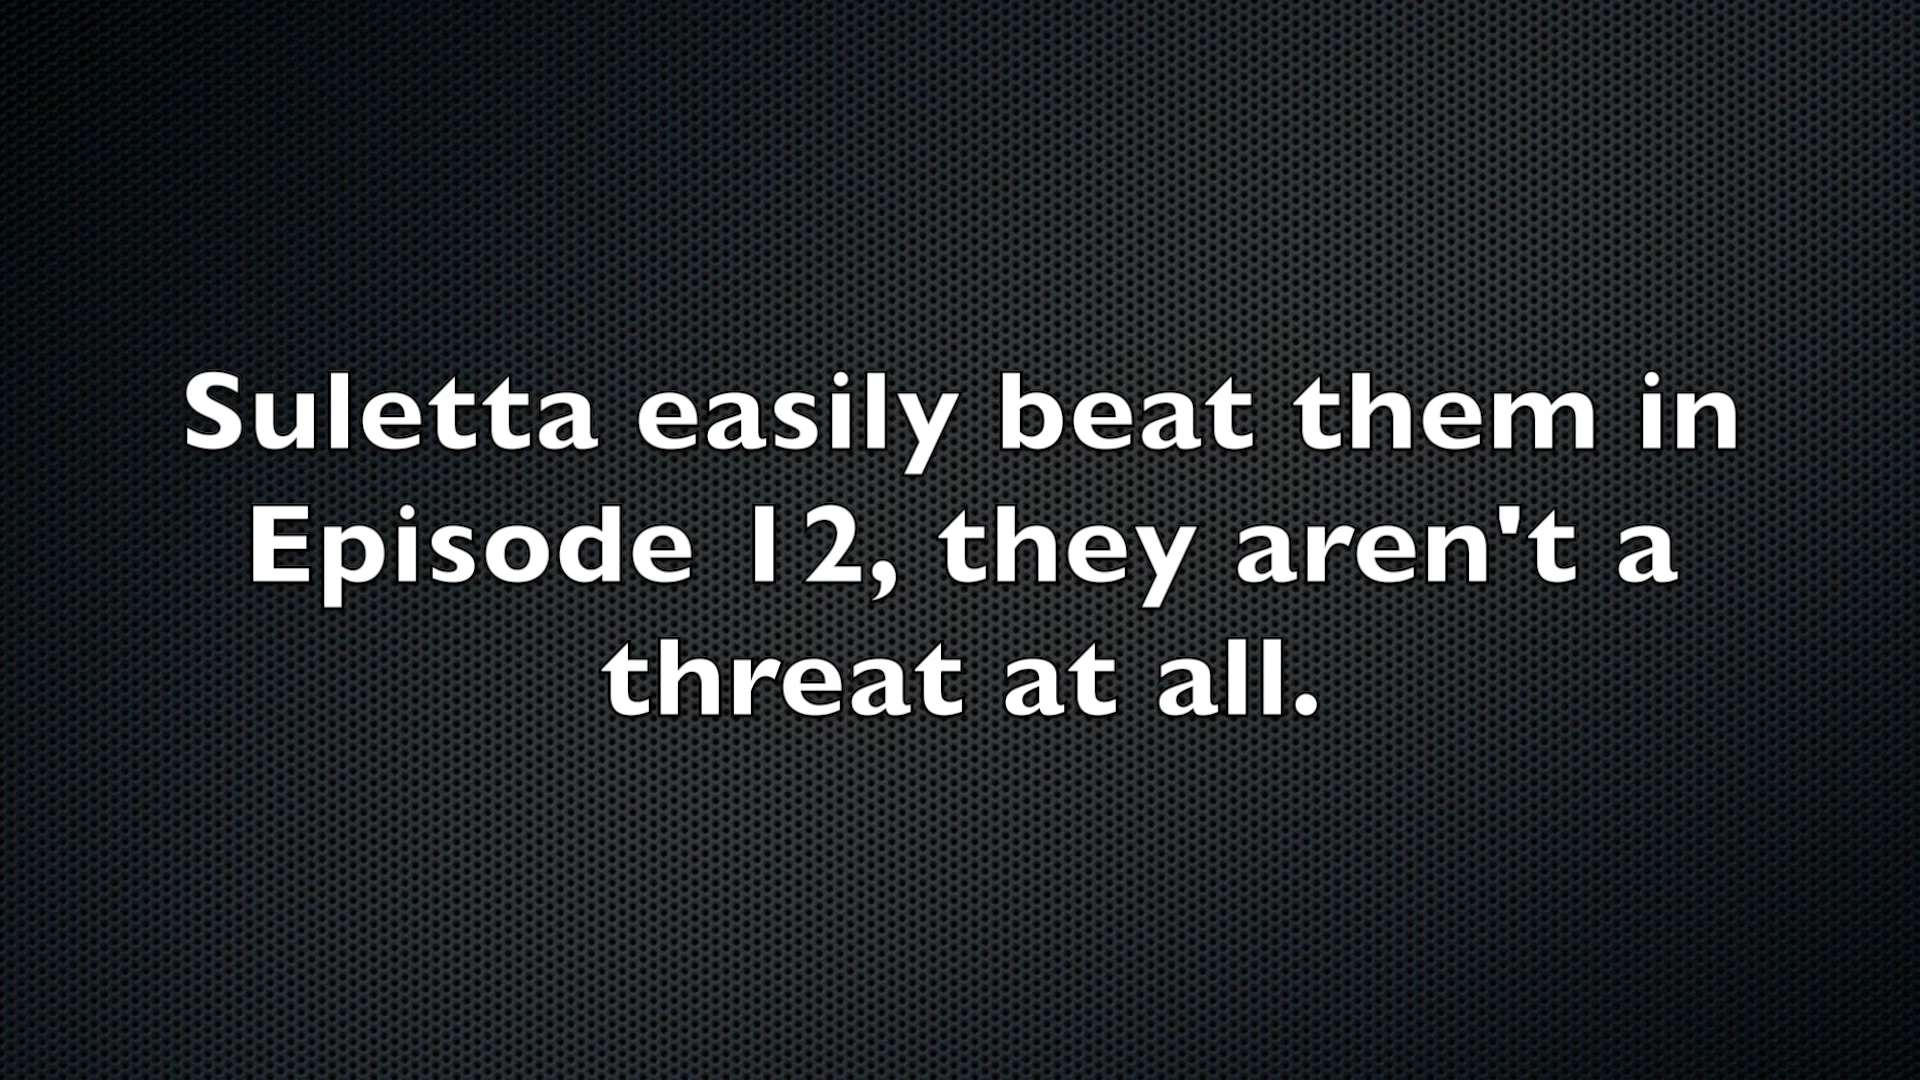 Suletta easily beat them in
Episode 12, they aren't a
threat at all.